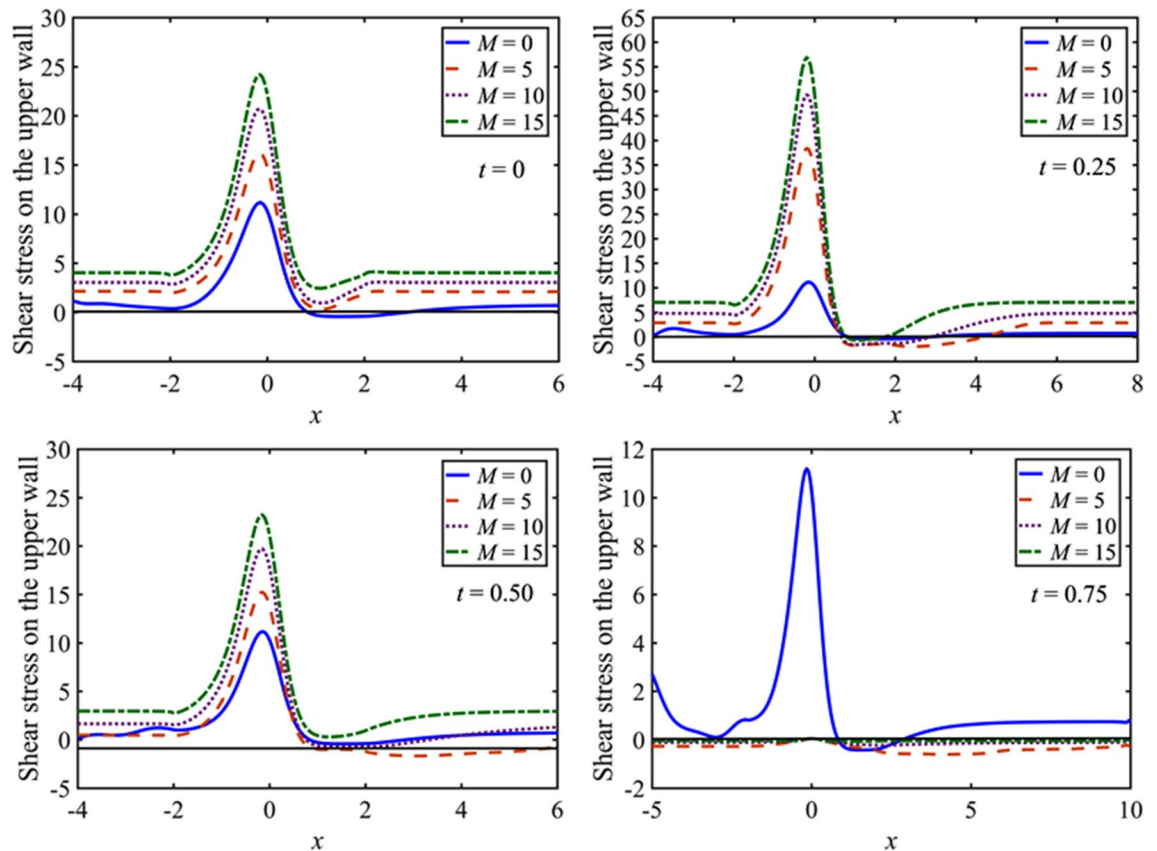 Shear stress on the upper wall
30
25
20
15
10
5
0
-5
-4 -2 0 2 4 6
x
M = 0
M = 5
M = 10
M = 15
t = 0
Shear stress on the upper wall
65
60
55
50
45
40
35
30
25
20
15
10
5
0
-5
-4 -2 0 2 4 6 8
x
M = 0
M = 5
M = 10
M = 15
t = 0.25
Shear stress on the upper wall
30
25
20
15
10
5
0
-5
-4 -2 0 2 4 6
x
M = 0
M = 5
M = 10
M = 15
t = 0.50
Shear stress on the upper wall
12
10
8
6
4
2
0
-2
-5 0 5 10
x
M = 0
M = 5
M = 10
M = 15
t = 0.75